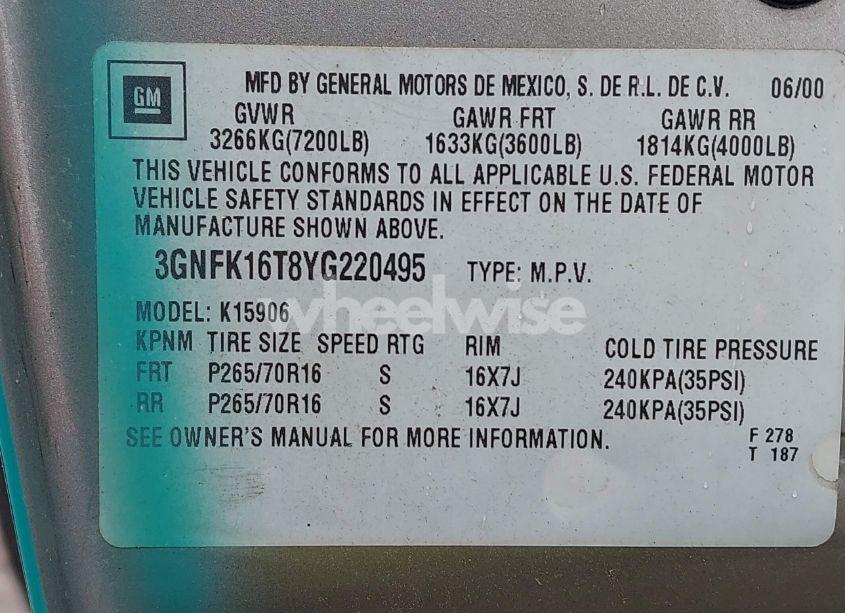 GM
MFD BY GENERAL MOTORS DE MEXICO, S. DE R.L. DE C.V. 06/00
GVWR GAWR FRT GAWR RR
3266KG(7200LB) 1633KG(3600LB) 1814KG(4000LB)
THIS VEHICLE CONFORMS TO ALL APPLICABLE U.S. FEDERAL MOTOR
VEHICLE SAFETY STANDARDS IN EFFECT ON THE DATE OF
MANUFACTURE SHOWN ABOVE.
3GNFK16T8YG220495 TYPE: M.P.V.
wheelwise
MODEL: K15906
KPNM TIRE SIZE SPEED RTG RIM COLD TIRE PRESSURE
FRT P265/70R16 S 16X7J 240KPA(35PSI)
RR P265/70R16 S 16X7J 240KPA(35PSI)
SEE OWNER'S MANUAL FOR MORE INFORMATION.
F 278
T 187